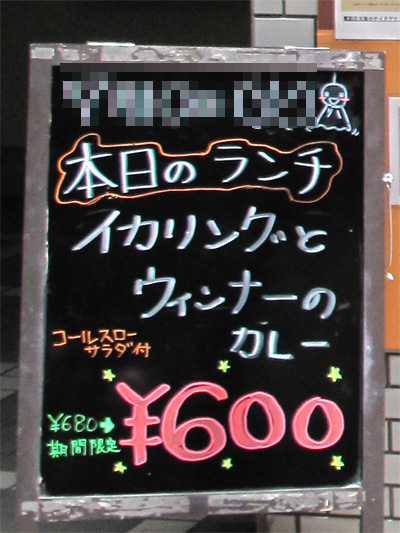 本日のランチ
イカリングと
ウィンナーの
カレー
コールスロー
サラダ付
¥680➡
期間限定
¥600